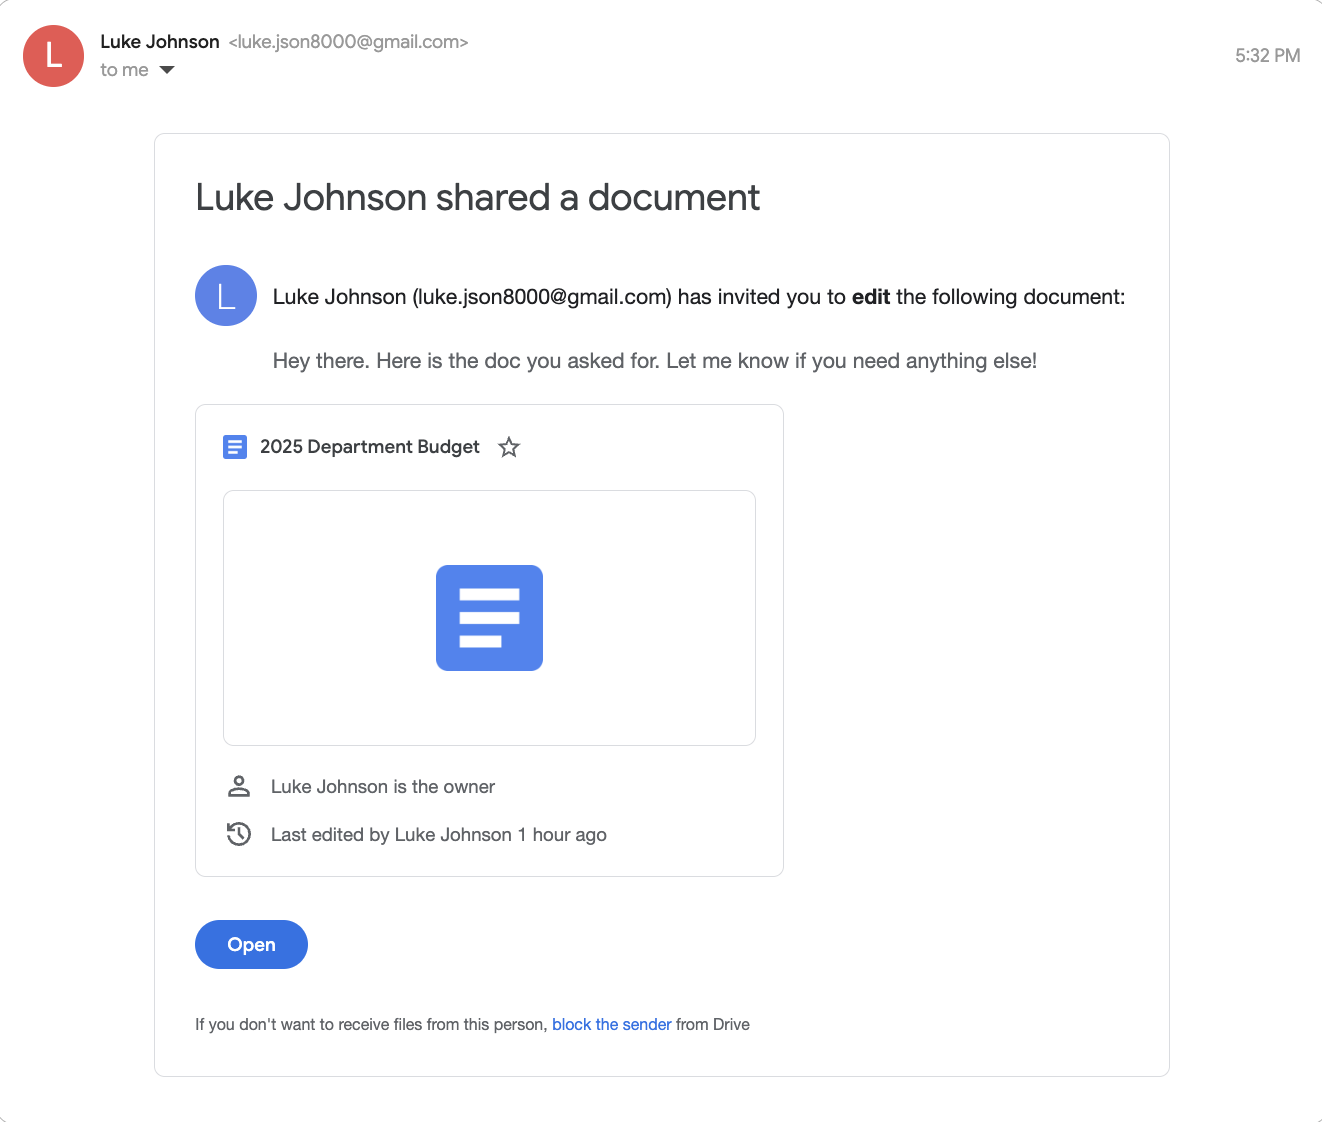 L
Luke Johnson <luke.json8000@gmail.com>
to me
5:32 PM
Luke Johnson shared a document
L
Luke Johnson (luke.json8000@gmail.com) has invited you to edit the following document:
Hey there. Here is the doc you asked for. Let me know if you need anything else!
2025 Department Budget
Luke Johnson is the owner
Last edited by Luke Johnson 1 hour ago
Open
If you don't want to receive files from this person, block the sender from Drive